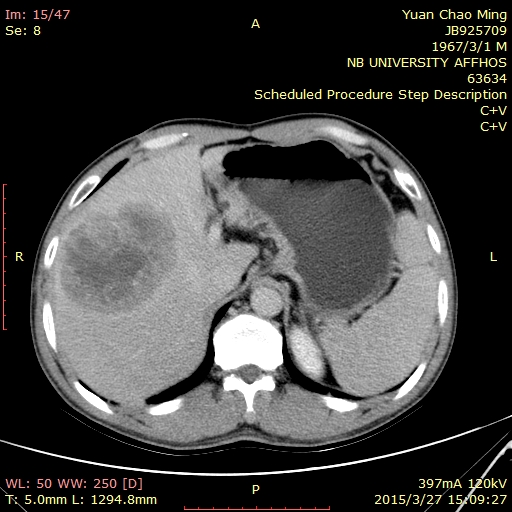 Im: 15/47
Se: 8
A
Yuan Chao Ming
JB925709
1967/3/1 M
NB UNIVERSITY AFFHOS
63634
Scheduled Procedure Step Description
C+V
C+V
R
L
WL: 50 WW: 250 [D]
T: 5.0mm L: 1294.8mm
P
397mA 120kV
2015/3/27 15:09:27